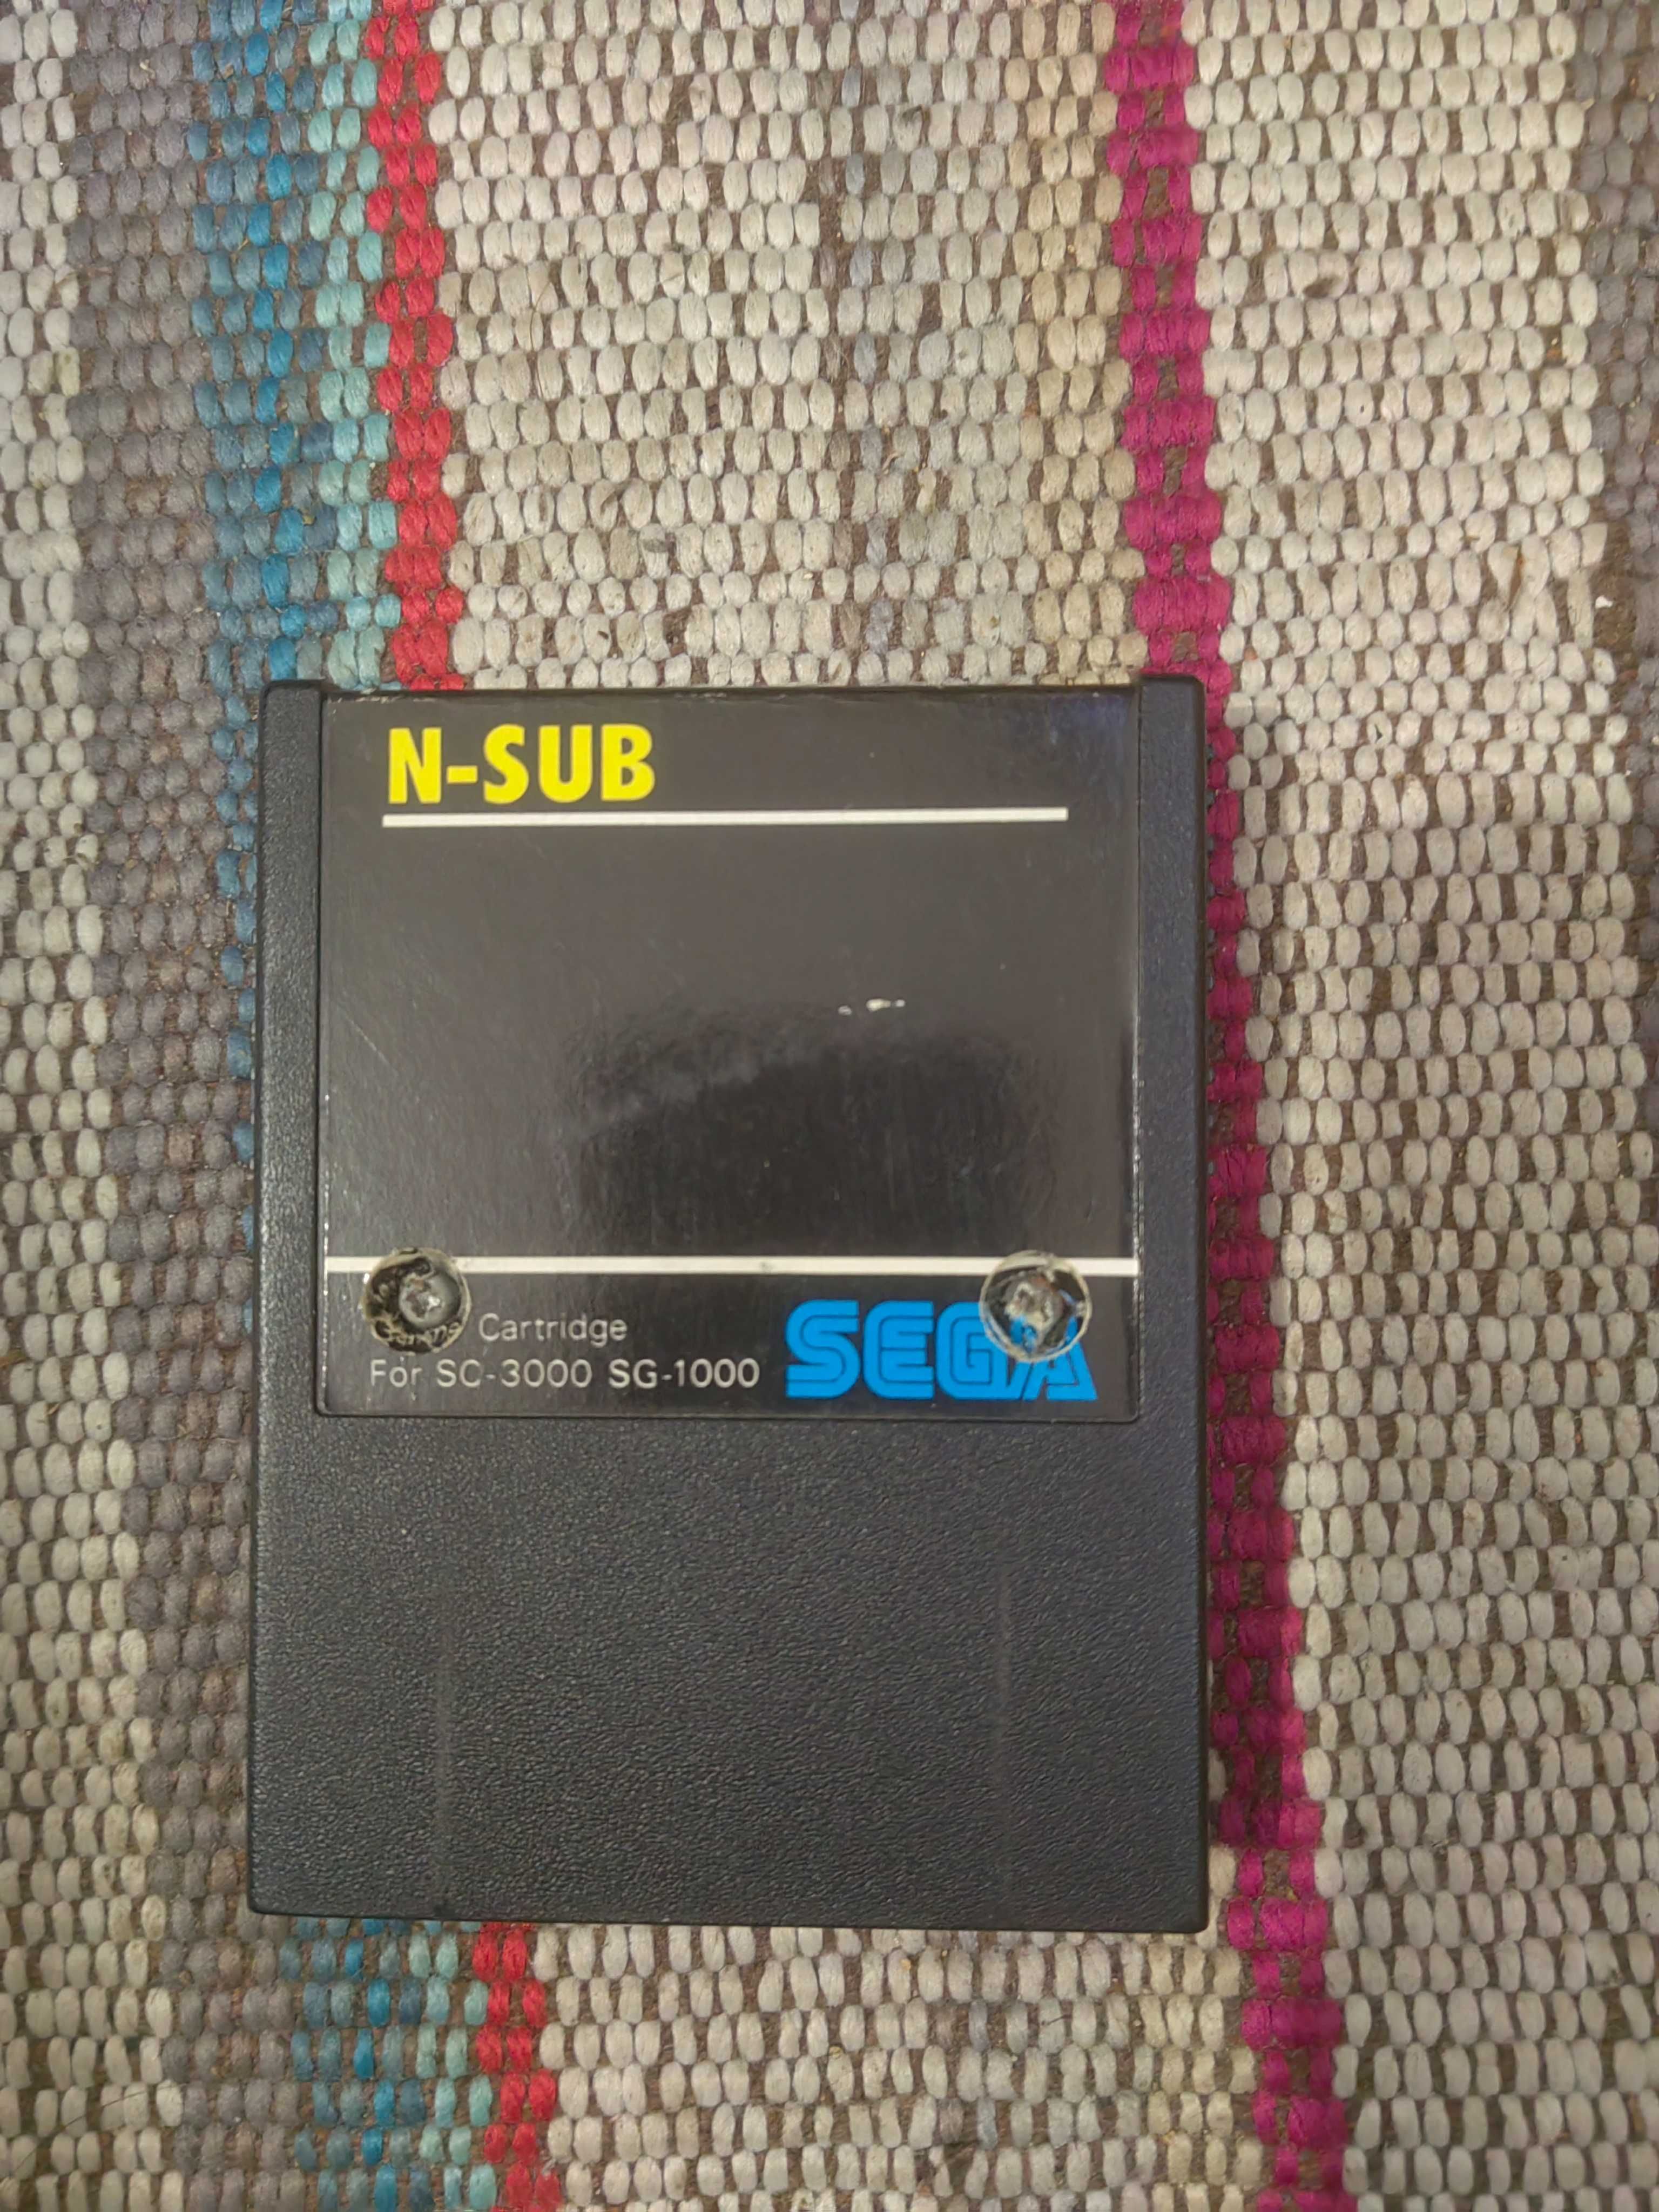 N-SUB
Cartridge
For SC-3000 SG-1000
SEGA